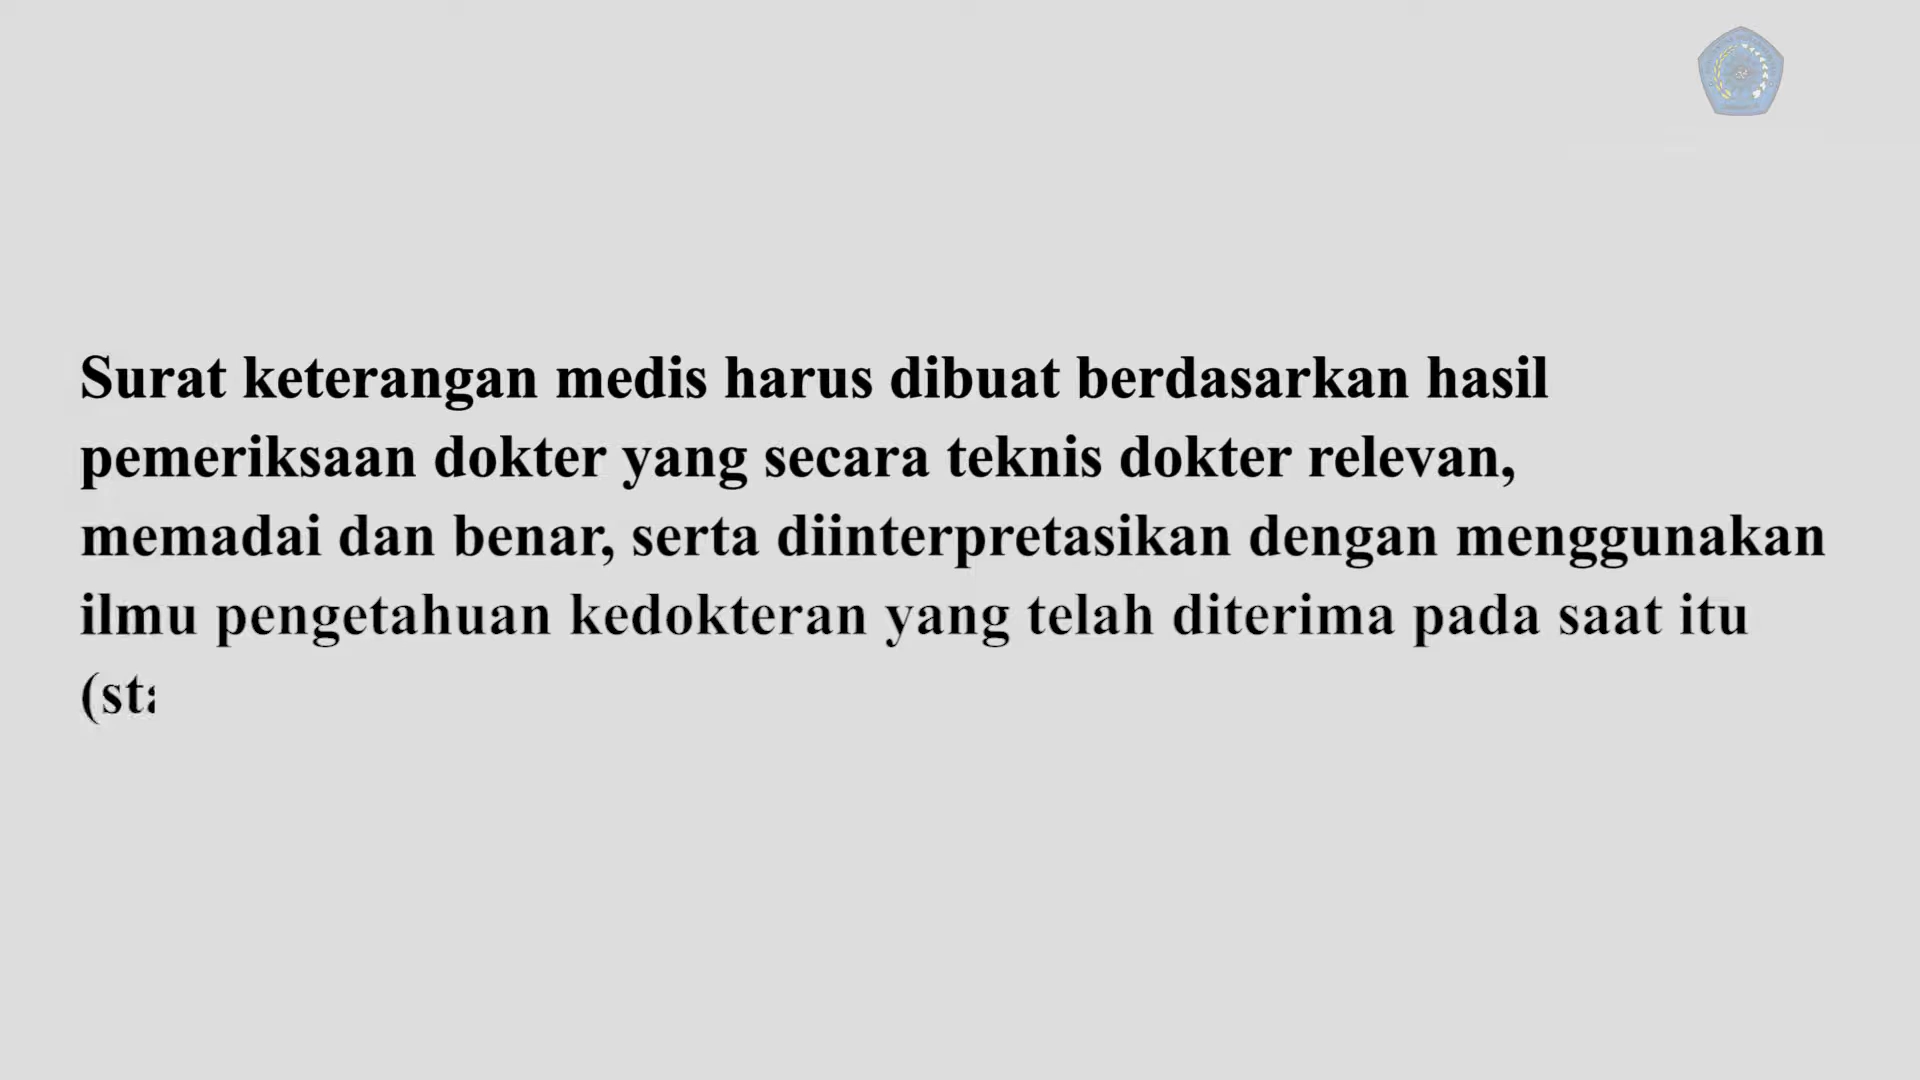 Surat keterangan medis harus dibuat berdasarkan hasil
pemeriksaan dokter yang secara teknis dokter relevan,
memadai dan benar, serta diinterpretasikan dengan menggunakan
ilmu pengetahuan kedokteran yang telah diterima pada saat itu